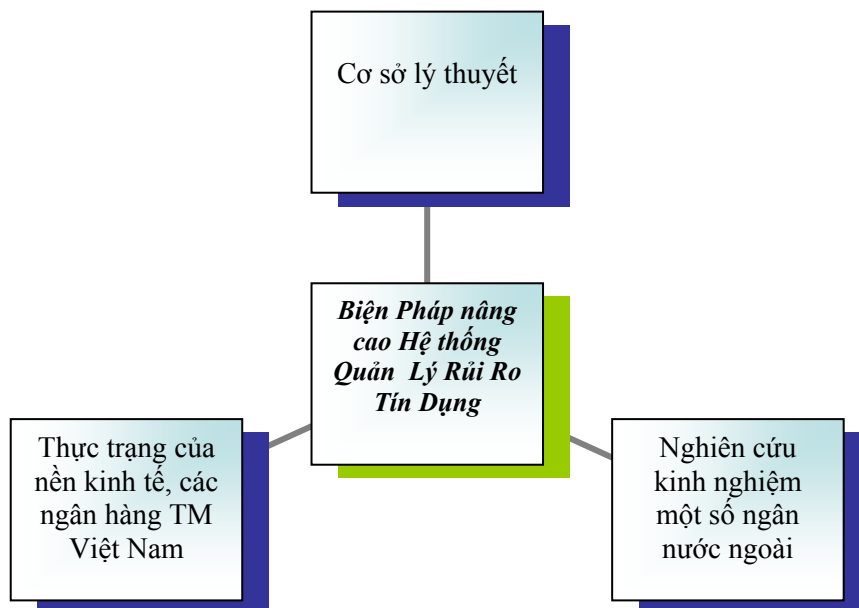 Cơ sở lý thuyết
Biện Pháp nâng
cao Hệ thống
Quản Lý Rủi Ro
Tín Dụng
Thực trạng của
nền kinh tế, các
ngân hàng TM
Việt Nam
Nghiên cứu
kinh nghiệm
một số ngân
nước ngoài